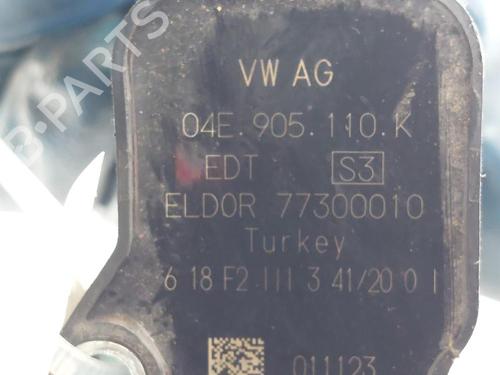 VW AG
04E.905.110.K
EDT S3
ELDOR 77300010
Turkey
6 18 F2 111 3 41/20 0 1
011123
B-PARTS